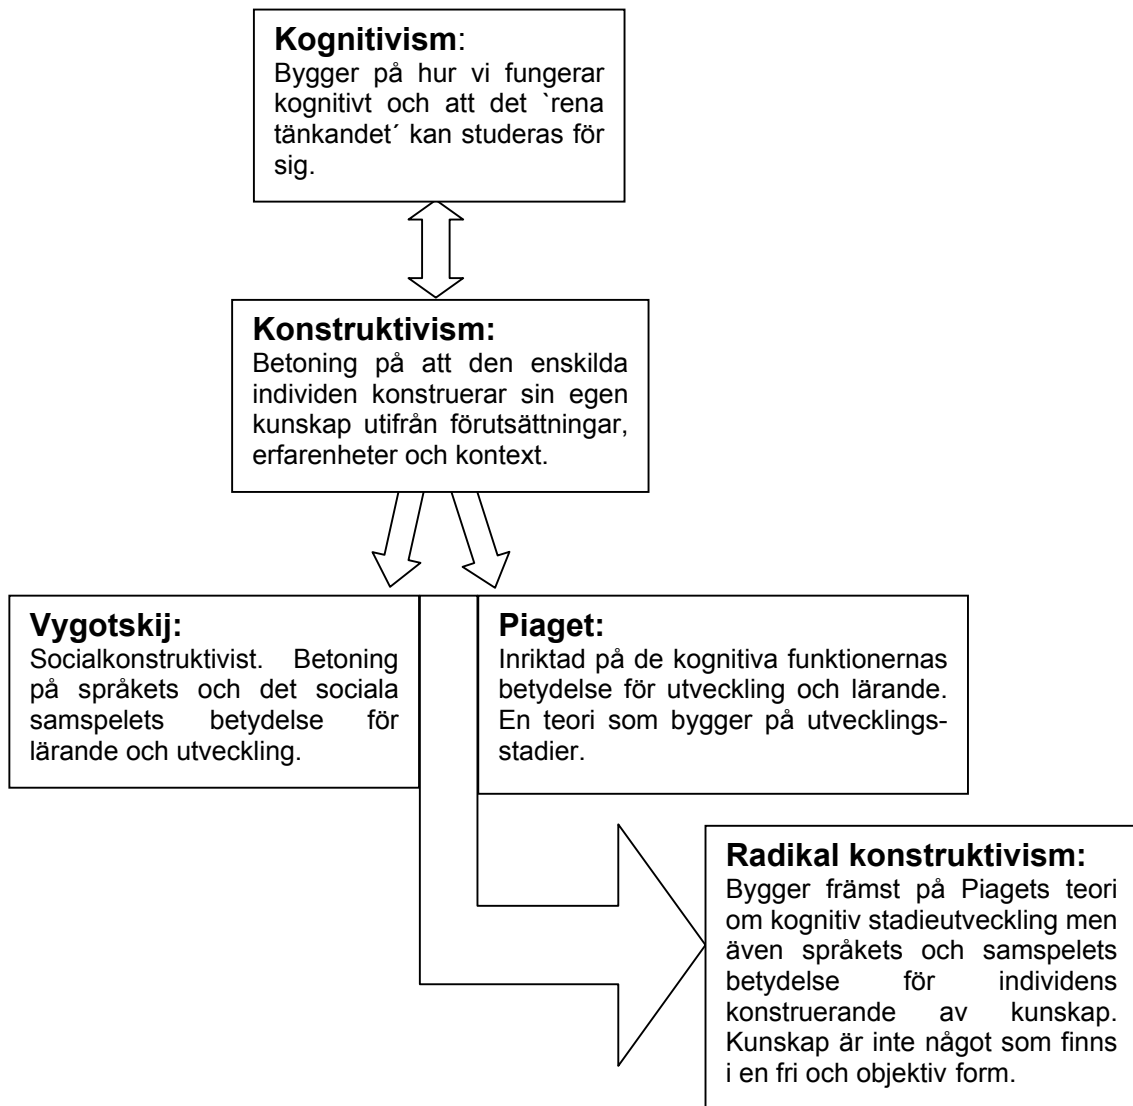 Kognitivism:
Bygger på hur vi fungerar
kognitivt och att det `rena
tänkandet´ kan studeras för
sig.
Konstruktivism:
Betoning på att den enskilda
individen konstruerar sin egen
kunskap utifrån förutsättningar,
erfarenheter och kontext.
Vygotskij:
Socialkonstruktivist. Betoning
på språkets och det sociala
samspelets betydelse för
lärande och utveckling.
Piaget:
Inriktad på de kognitiva funktionernas
betydelse för utveckling och lärande.
En teori som bygger på utvecklings-
stadier.
Radikal konstruktivism:
Bygger främst på Piagets teori
om kognitiv stadieutveckling men
även språkets och samspelets
betydelse för individens
konstruerande av kunskap.
Kunskap är inte något som finns
i en fri och objektiv form.